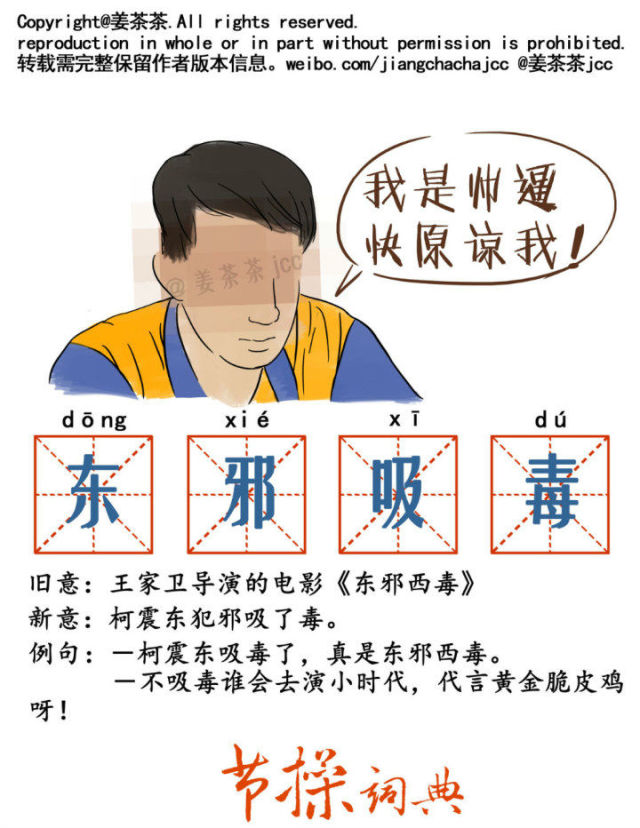 Copyright@姜茶茶.All rights reserved.
reproduction in whole or in part without permission is prohibited.
转载需完整保留作者版本信息。weibo.com/jiangchachajcc @姜茶茶jcc
我是帅逼
快原谅我!
@姜茶茶jcc
dōng xié xī dú
东邪吸毒
旧意：王家卫导演的电影《东邪西毒》
新意：柯震东犯邪吸了毒。
例句：－柯震东吸毒了，真是东邪西毒。
－不吸毒谁会去演小时代，代言黄金脆皮鸡
呀！
节操词典